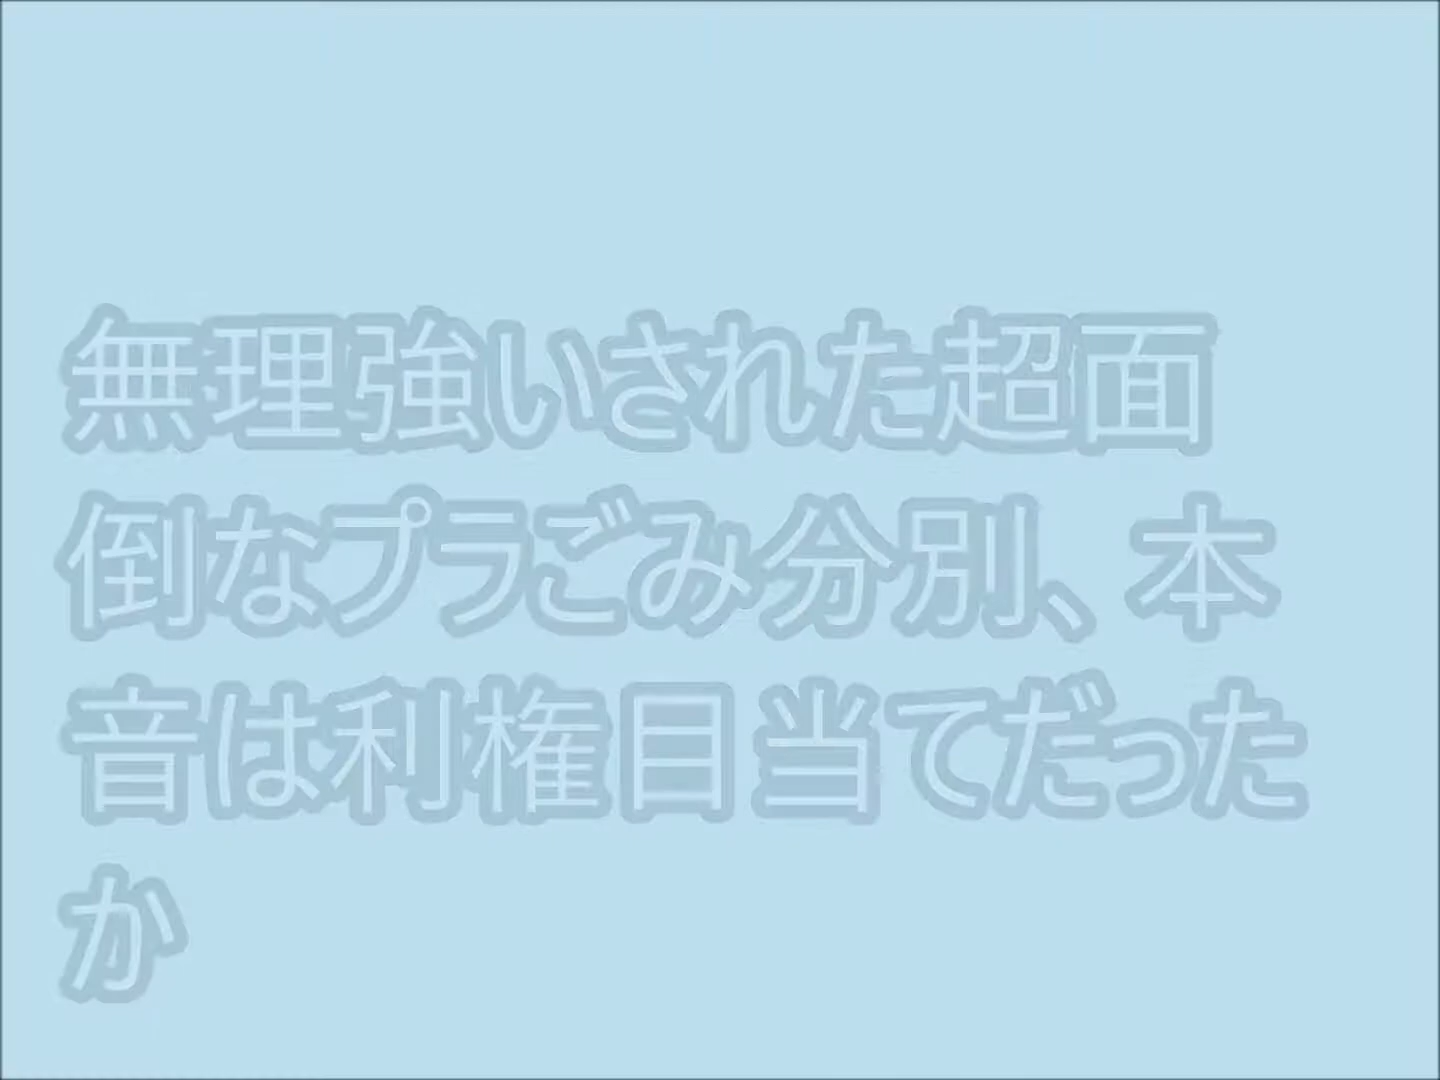 無理強いされた超面
倒なプラごみ分別、本
音は利権目当てだった
か